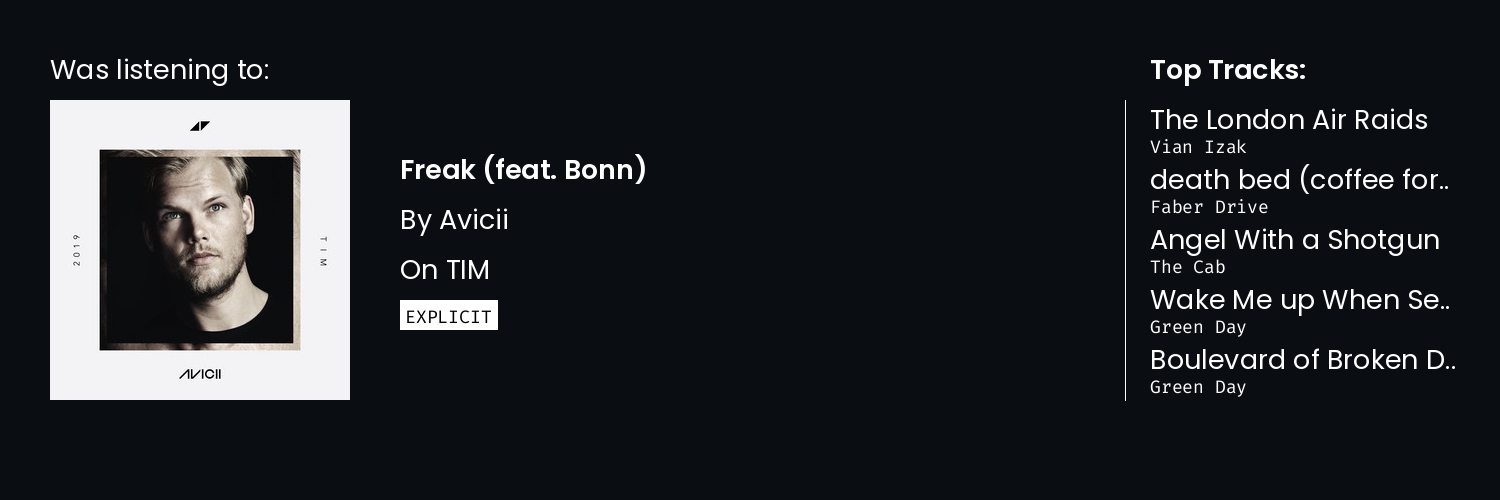 Was listening to:
2019
TIM
AVICII
Freak (feat. Bonn)
By Avicii
On TIM
EXPLICIT
Top Tracks:
The London Air Raids
Vian Izak
death bed (coffee for..
Faber Drive
Angel With a Shotgun
The Cab
Wake Me up When Se..
Green Day
Boulevard of Broken D..
Green Day